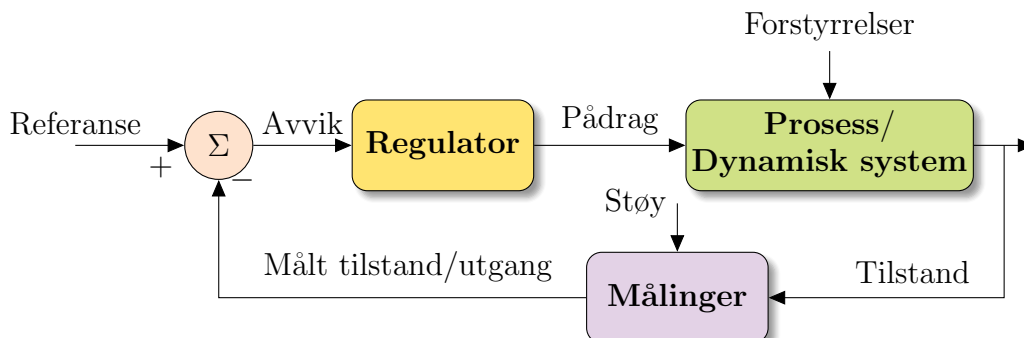 Forstyrrelser
Referanse
+
Σ
−
Avvik
Regulator
Pådrag
Prosess/
Dynamisk system
Støy
Målt tilstand/utgang
Målinger
Tilstand